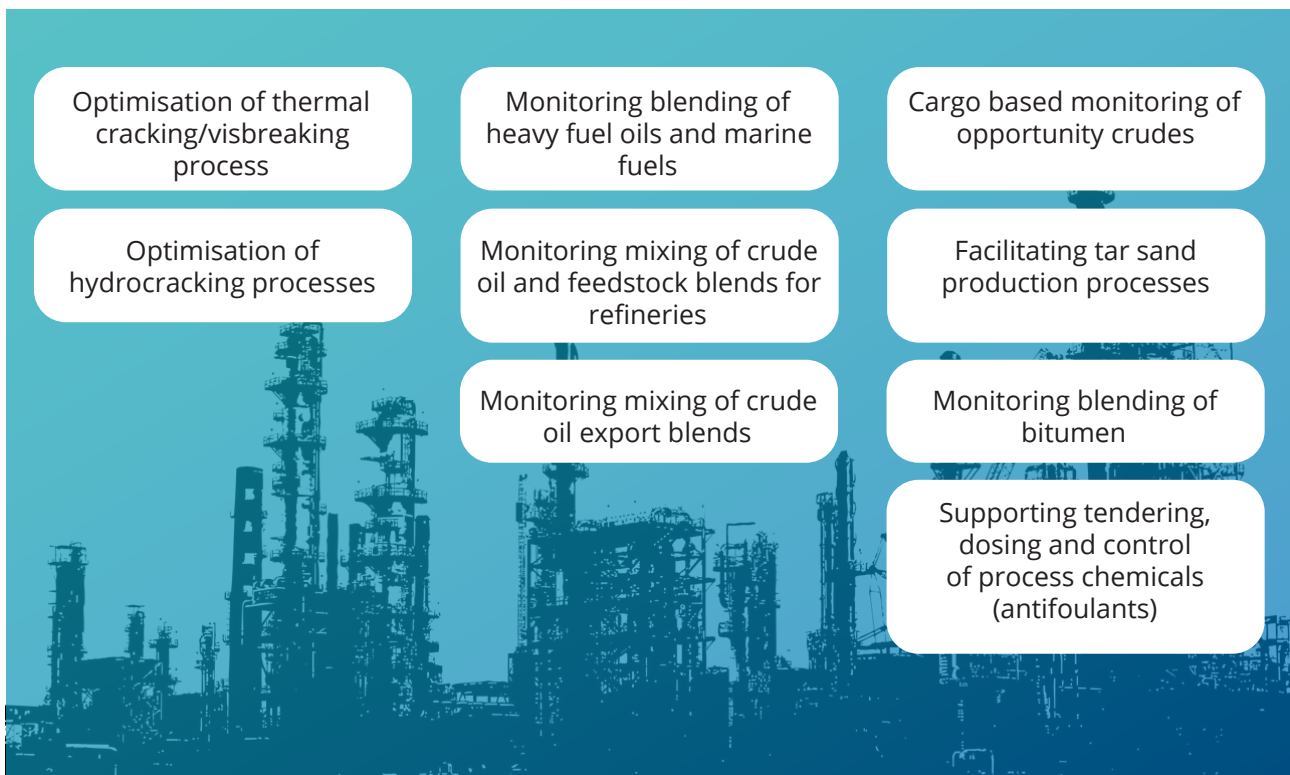 Optimisation of thermal
cracking/visbreaking
process
Optimisation of
hydrocracking processes
Monitoring blending of
heavy fuel oils and marine
fuels
Monitoring mixing of crude
oil and feedstock blends for
refineries
Monitoring mixing of crude
oil export blends
Cargo based monitoring of
opportunity crudes
Facilitating tar sand
production processes
Monitoring blending of
bitumen
Supporting tendering,
dosing and control
of process chemicals
(antifoulants)